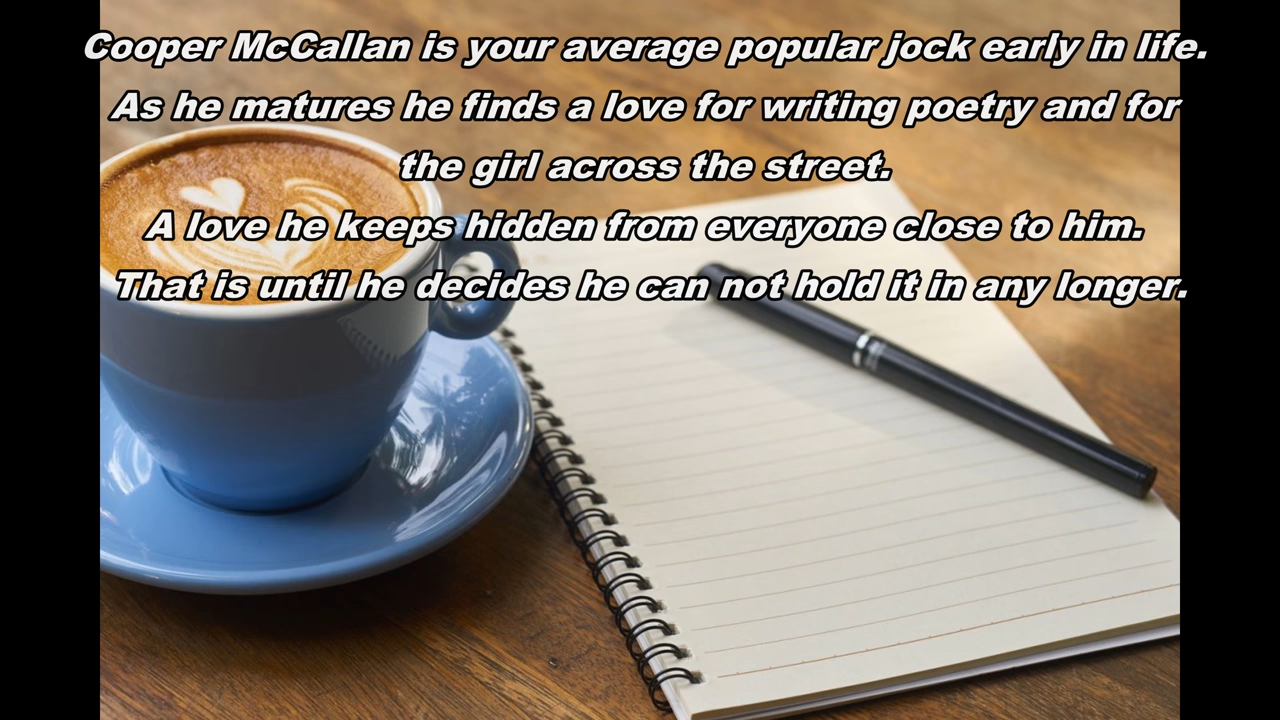 Cooper McCallan is your average popular jock early in life.
As he matures he finds a love for writing poetry and for
the girl across the street.
A love he keeps hidden from everyone close to him.
That is until he decides he can not hold it in any longer.